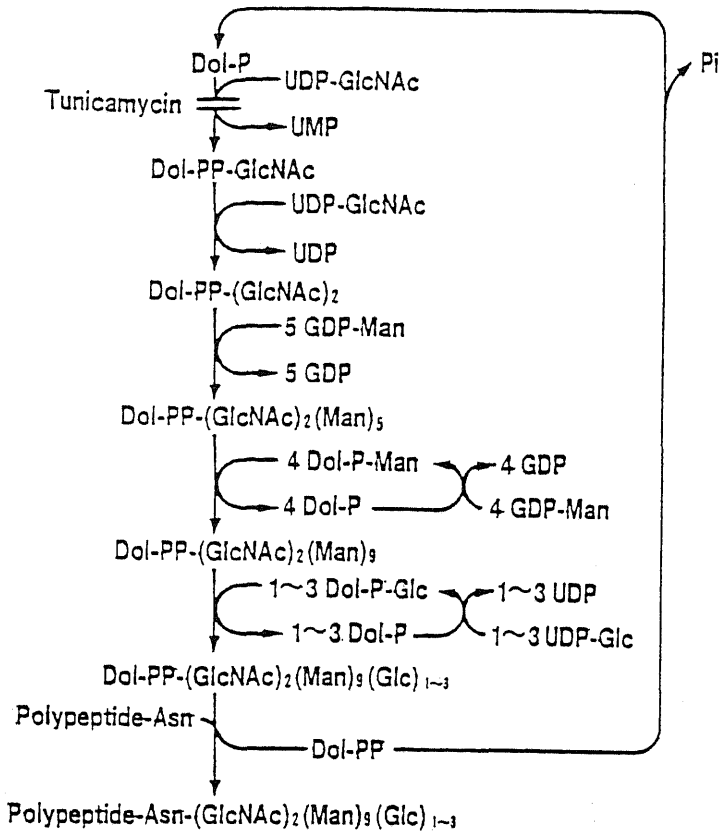 Dol-P
Pi
UDP-GlcNAc
Tunicamycin
UMP
Dol-PP-GlcNAc
UDP-GlcNAc
UDP
Dol-PP-(GlcNAc)₂
5 GDP-Man
5 GDP
Dol-PP-(GlcNAc)₂(Man)₅
4 Dol-P-Man
4 GDP
4 Dol-P
4 GDP-Man
Dol-PP-(GlcNAc)₂(Man)₉
1~3 Dol-P-Glc
1~3 UDP
1~3 Dol-P
1~3 UDP-Glc
Dol-PP-(GlcNAc)₂(Man)₉(Glc)₁~₃
Polypeptide-Asn
Dol-PP
Polypeptide-Asn-(GlcNAc)₂(Man)₉(Glc)₁~₃